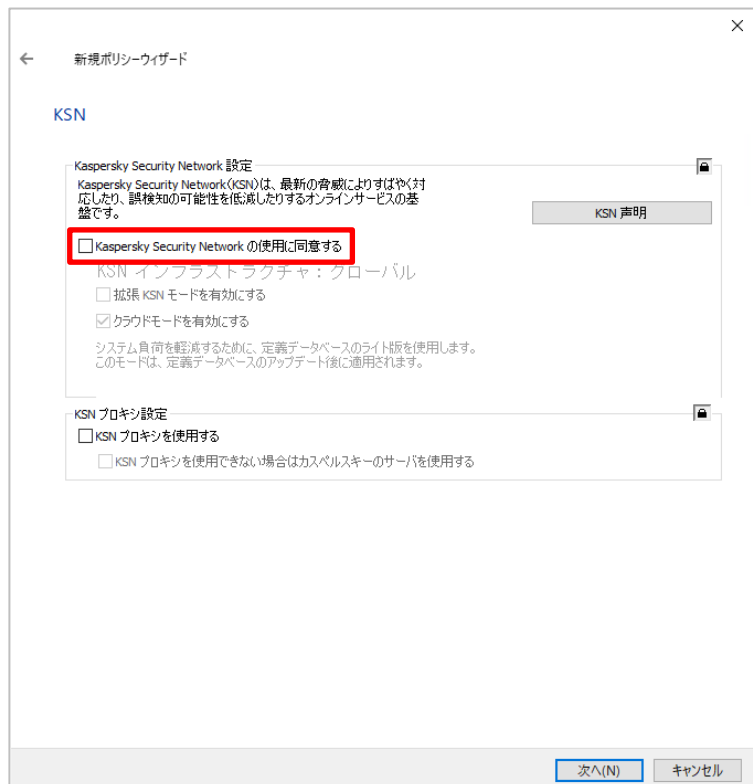 新規ポリシーウィザード
KSN
Kaspersky Security Network 設定
Kaspersky Security Network(KSN)は、最新の脅威によりすばやく対
応したり、誤検知の可能性を低減したりするオンラインサービスの基
盤です。
KSN 声明
Kaspersky Security Network の使用に同意する
KSN インフラストラクチャ：グローバル
拡張 KSN モードを有効にする
クラウドモードを有効にする
システム負荷を軽減するために、定義データベースのライト版を使用します。
このモードは、定義データベースのアップデート後に適用されます。
KSN プロキシ設定
KSN プロキシを使用する
KSN プロキシを使用できない場合はカスペルスキーのサーバを使用する
次へ(N)
キャンセル